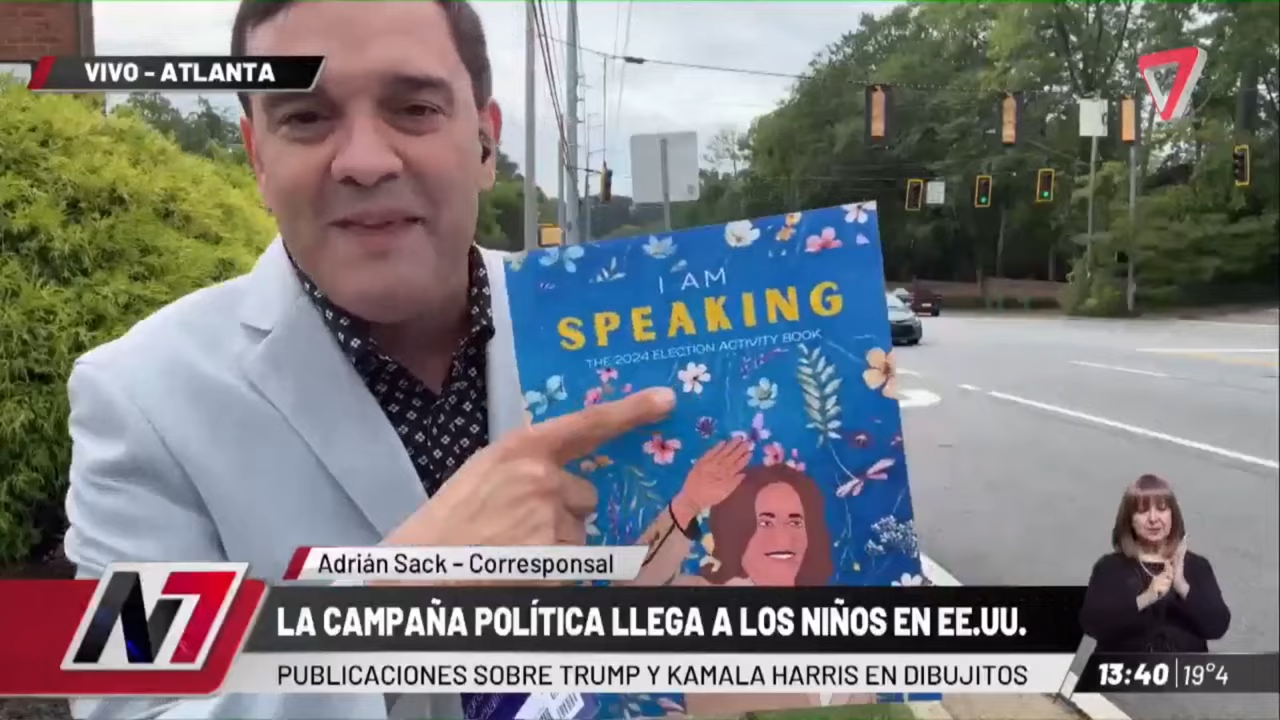 VIVO - ATLANTA
I AM
SPEAKING
THE 2024 ELECTION ACTIVITY BOOK
Adrián Sack - Corresponsal
N7
LA CAMPAÑA POLÍTICA LLEGA A LOS NIÑOS EN EE.UU.
PUBLICACIONES SOBRE TRUMP Y KAMALA HARRIS EN DIBUJITOS
13:40 19°4